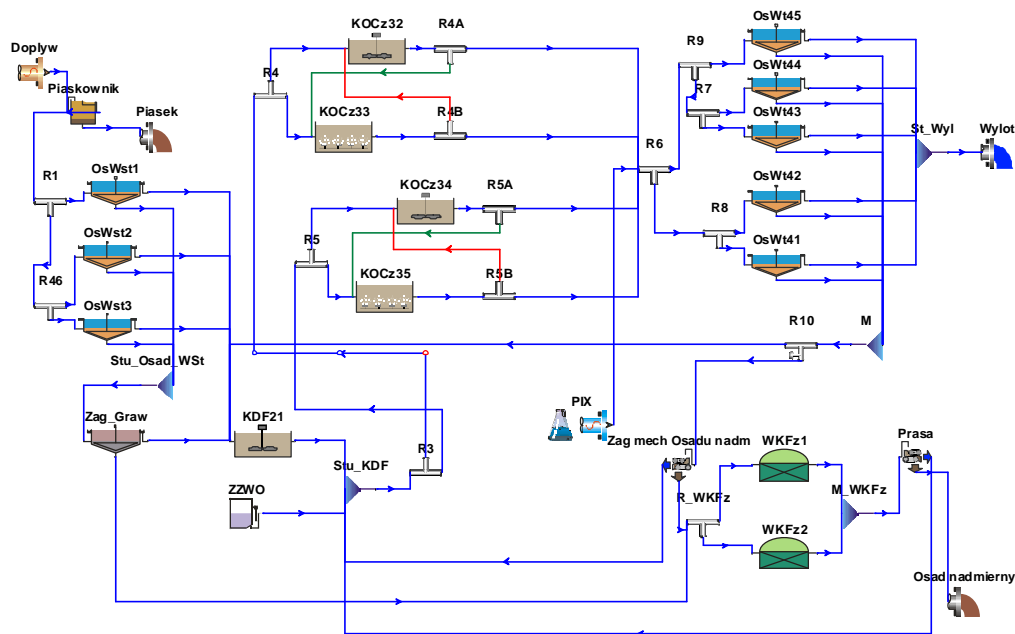 KOCz32
R4A
OsWt45
Doplyw
R9
R4
OsWt44
Piaskownik
R7
Piasek
KOCz33
R4B
OsWt43
St_Wyl
Wylot
R6
R1
OsWst1
KOCz34
R5A
OsWt42
R8
OsWst2
R5
OsWt41
R46
KOCz35
R5B
OsWst3
R10
M
Stu_Osad_WSt
PIX
Zag_Graw
KDF21
Zag mech Osadu nadm
WKFz1
Prasa
R3
Stu_KDF
ZZWO
R_WKFz
M_WKFz
WKFz2
Osad nadmierny